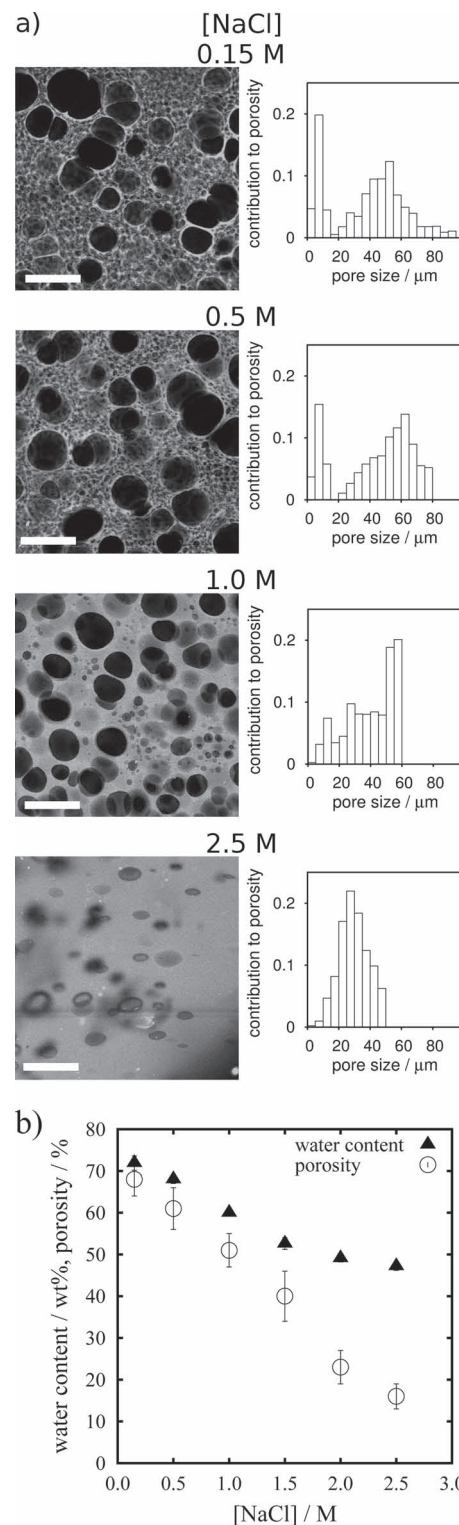 a)
[NaCl]
0.15 M
contribution to porosity
0.2
0.1
0
0 20 40 60 80
pore size / μm
0.5 M
contribution to porosity
0.2
0.1
0
0 20 40 60 80
pore size / μm
1.0 M
contribution to porosity
0.2
0.1
0
0 20 40 60 80
pore size / μm
2.5 M
contribution to porosity
0.2
0.1
0
0 20 40 60 80
pore size / μm
b)
water content / wt%, porosity / %
80
70
60
50
40
30
20
10
0
water content
porosity
0.0 0.5 1.0 1.5 2.0 2.5 3.0
[NaCl] / M